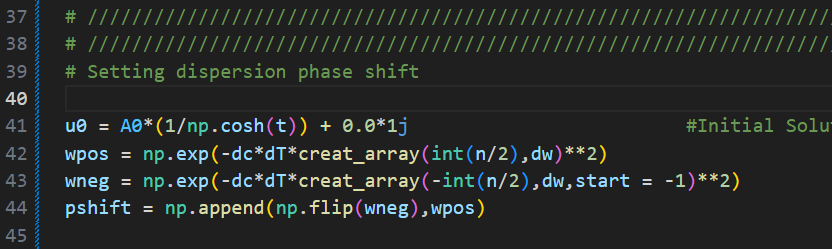 37 # ////////////////////////////////////////////////////////////////////
38 # ////////////////////////////////////////////////////////////////////
39 # Setting dispersion phase shift
40
41 u0 = A0*(1/np.cosh(t)) + 0.0*1j #Initial Solu
42 wpos = np.exp(-dc*dT*creat_array(int(n/2),dw)**2)
43 wneg = np.exp(-dc*dT*creat_array(-int(n/2),dw,start = -1)**2)
44 pshift = np.append(np.flip(wneg),wpos)
45